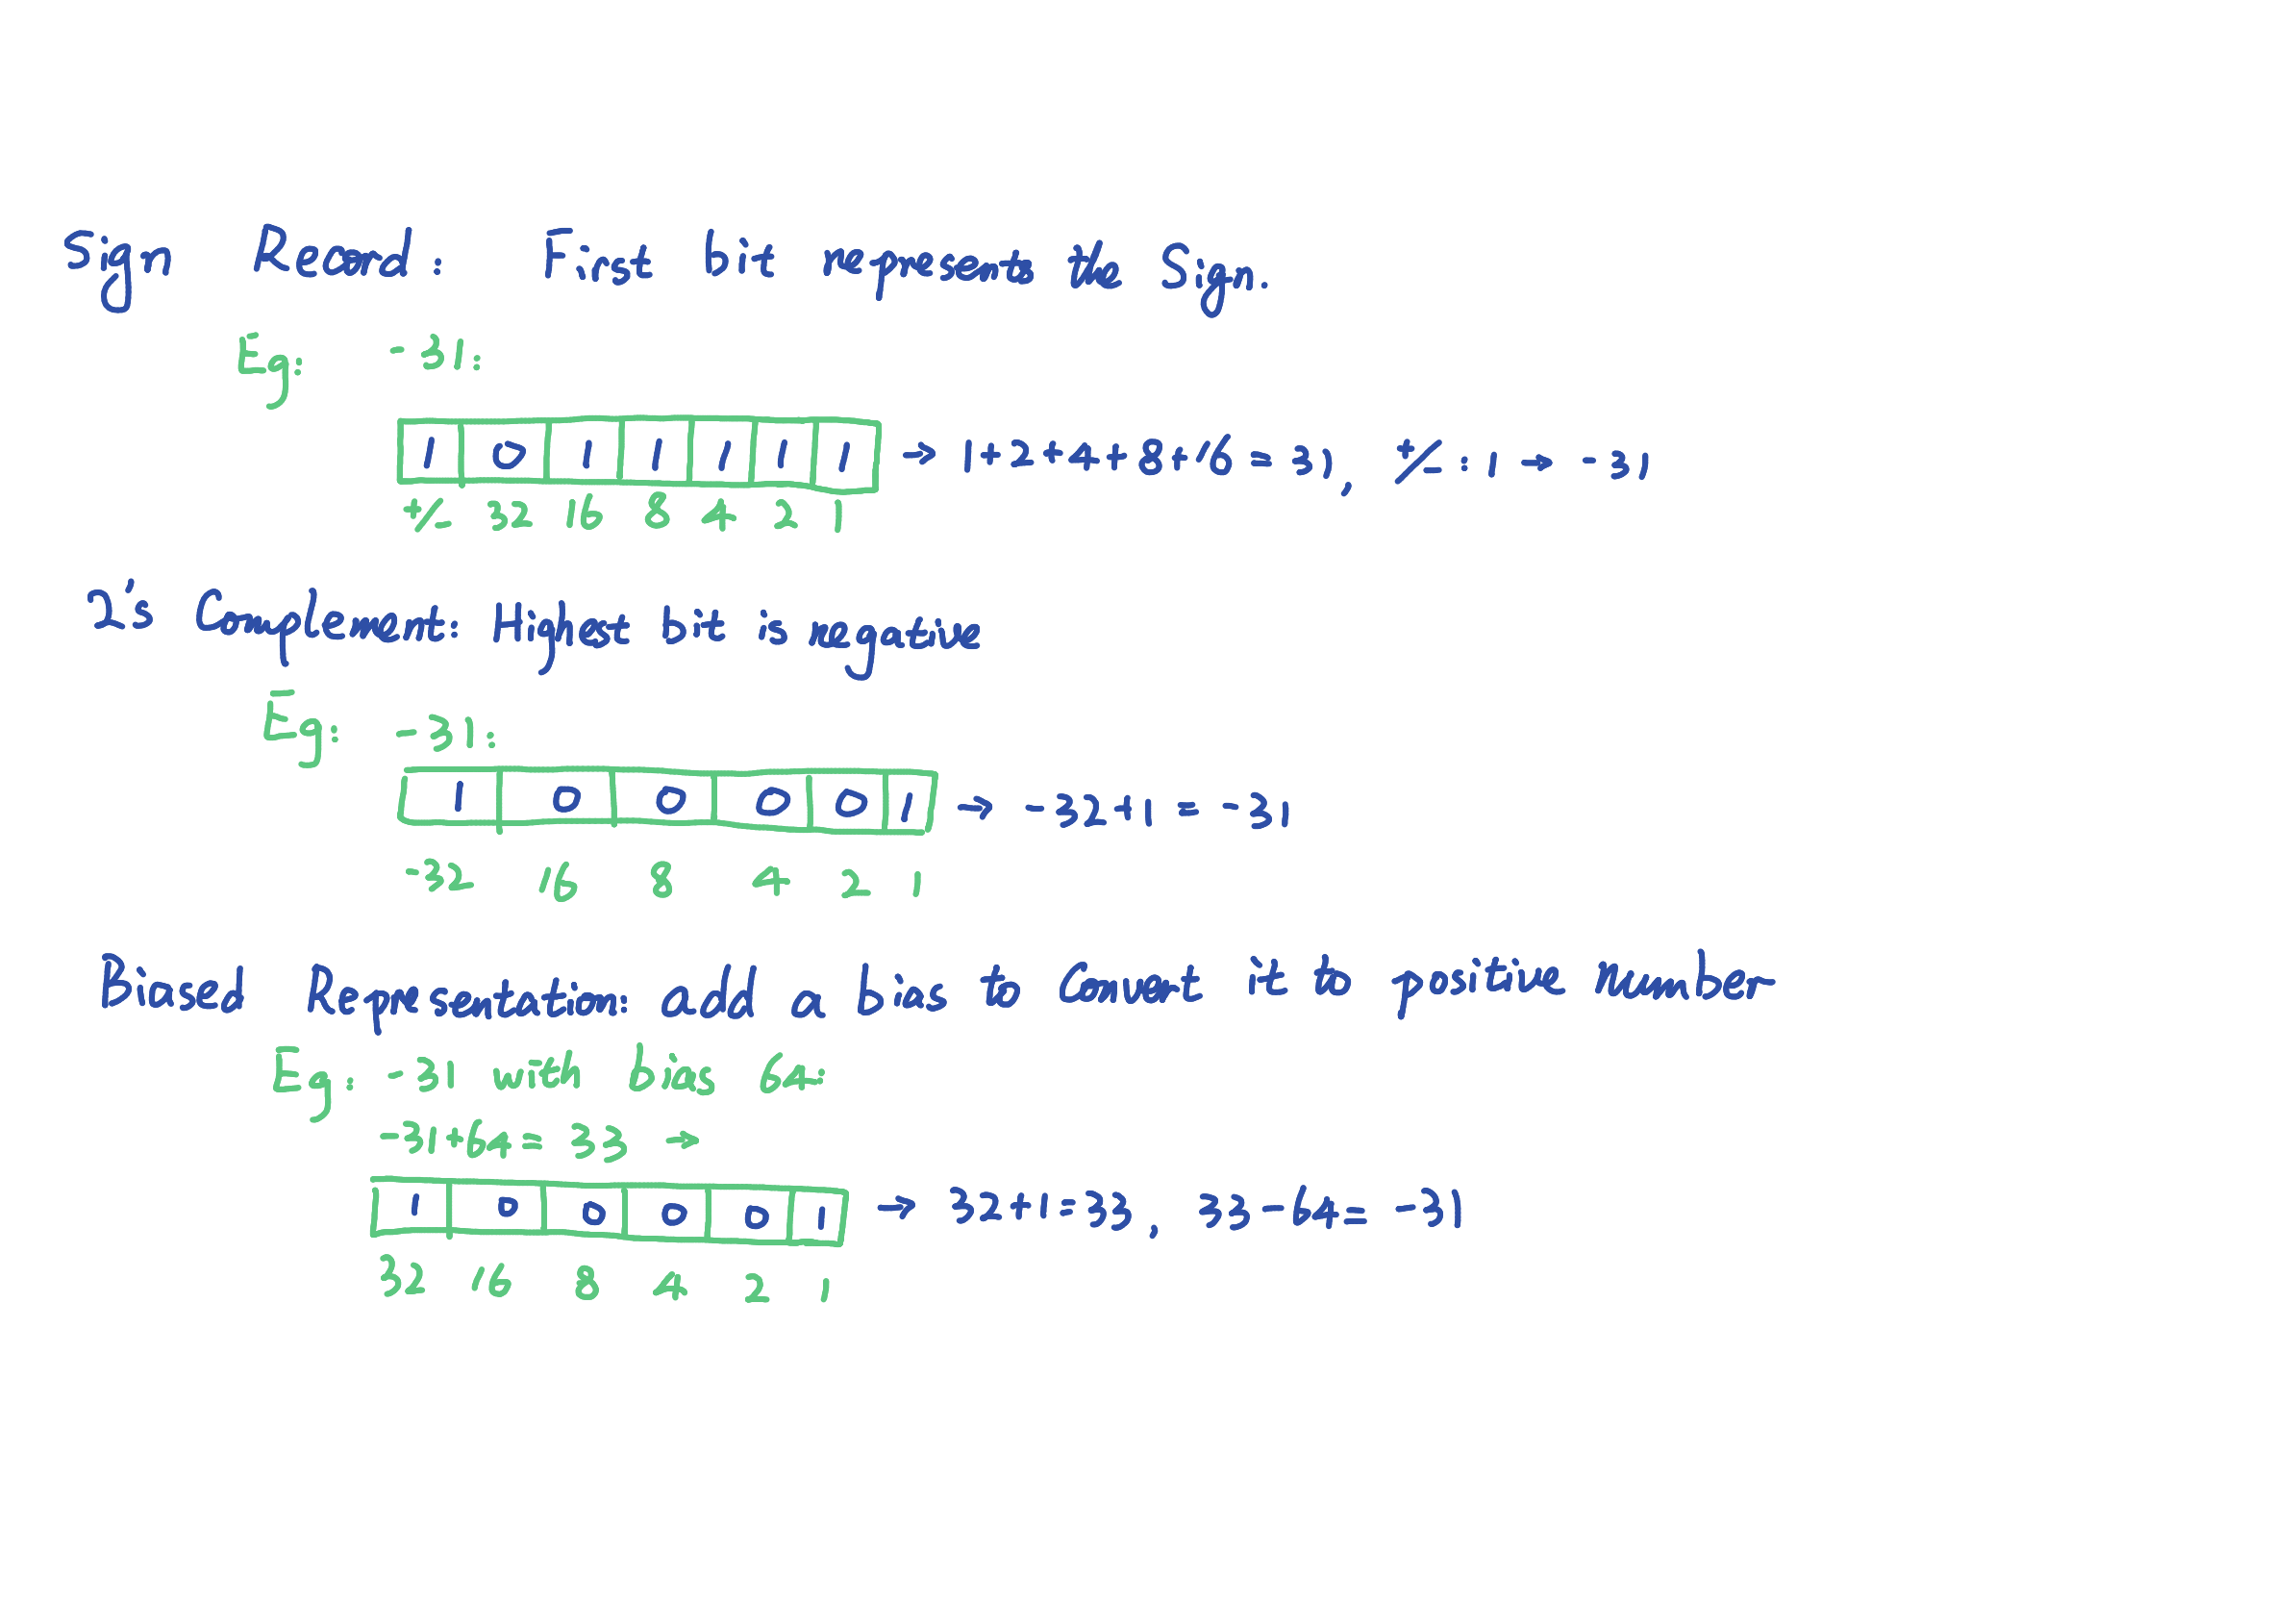 Sign Record: First bit represents the Sign.
Eg: -31:
1 0 1 1 1 1 1 → 1+2+4+8+16=31, +/-: 1 → -31
+/- 32 16 8 4 2 1
2's Complement: Highest bit is negative
Eg: -31:
1 0 0 0 0 1 → -32+1 = -31
-32 16 8 4 2 1
Biased Representation: add a bias to Convert it to positive number
Eg: -31 with bias 64:
-31+64= 33 →
1 0 0 0 0 1 → 32+1=33, 33-64= -31
32 16 8 4 2 1